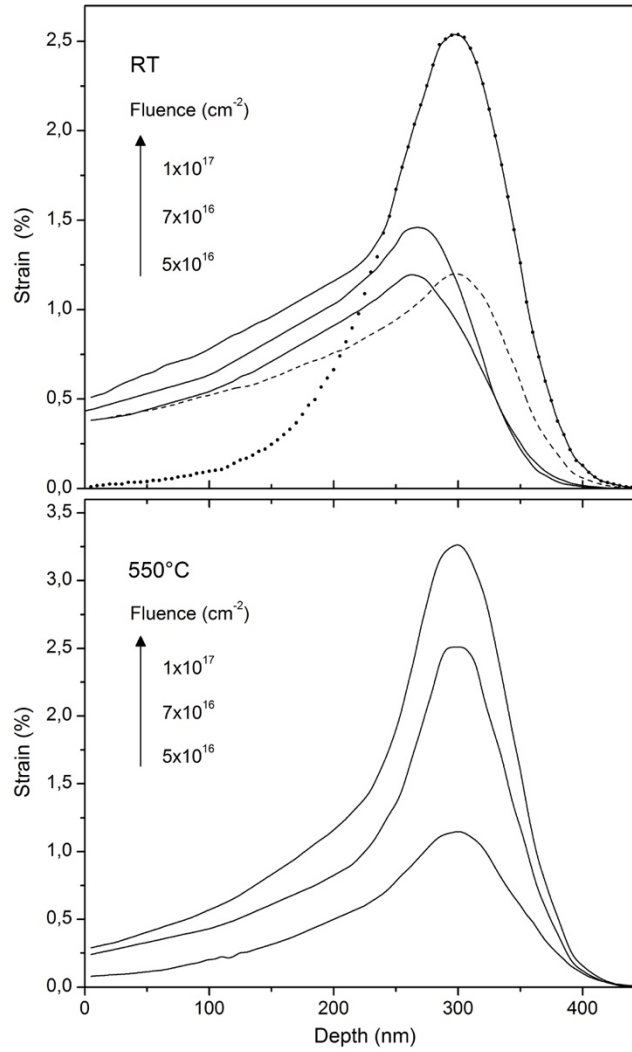 2,5
2,0
1,5
1,0
0,5
0,0
Strain (%)
RT
Fluence (cm⁻²)
1x10¹⁷
7x10¹⁶
5x10¹⁶
3,5
3,0
2,5
2,0
1,5
1,0
0,5
0,0
Strain (%)
550°C
Fluence (cm⁻²)
1x10¹⁷
7x10¹⁶
5x10¹⁶
0 100 200 300 400
Depth (nm)